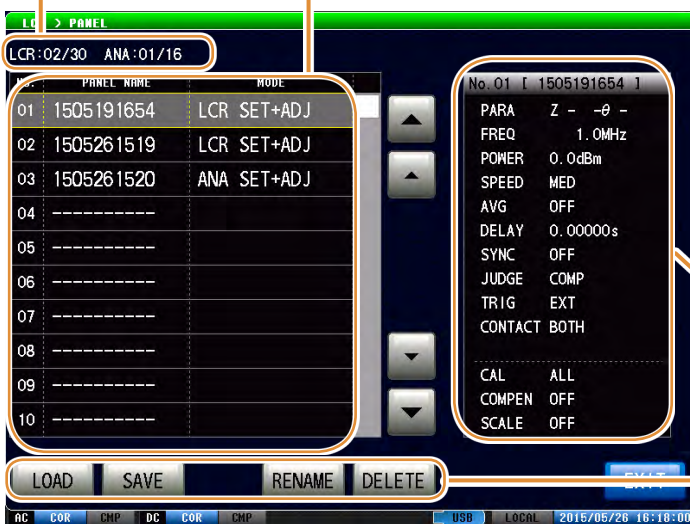 > PANEL
LCR:02/30 ANA:01/16
PANEL NAME MODE
01 1505191654 LCR SET+ADJ
02 1505261519 LCR SET+ADJ
03 1505261520 ANA SET+ADJ
04 ----------
05 ----------
06 ----------
07 ----------
08 ----------
09 ----------
10 ----------
No.01 [ 1505191654 ]
PARA Z - -θ -
FREQ 1.0MHz
POWER 0.0dBm
SPEED MED
AVG OFF
DELAY 0.00000s
SYNC OFF
JUDGE COMP
TRIG EXT
CONTACT BOTH
CAL ALL
COMPEN OFF
SCALE OFF
LOAD SAVE RENAME DELETE EXIT
AC COR CMP DC COR CMP USB LOCAL 2015/05/26 16:18:00